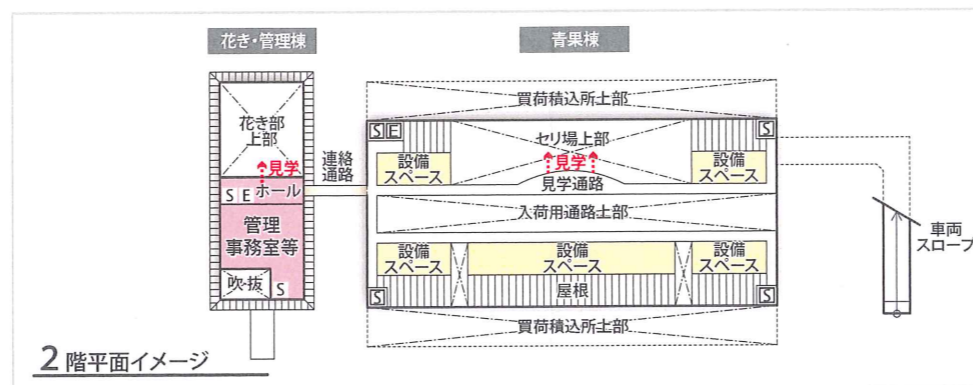 花き・管理棟
青果棟
買荷積込所上部
花き部
上部
見学
ホール
S E
管理
事務室等
吹・抜
S
連絡
通路
S E
セリ場上部
S
設備
スペース
見学
設備
スペース
見学通路
入荷用通路上部
設備
スペース
設備
スペース
設備
スペース
屋根
S
S
買荷積込所上部
車両
スロープ
2階平面イメージ